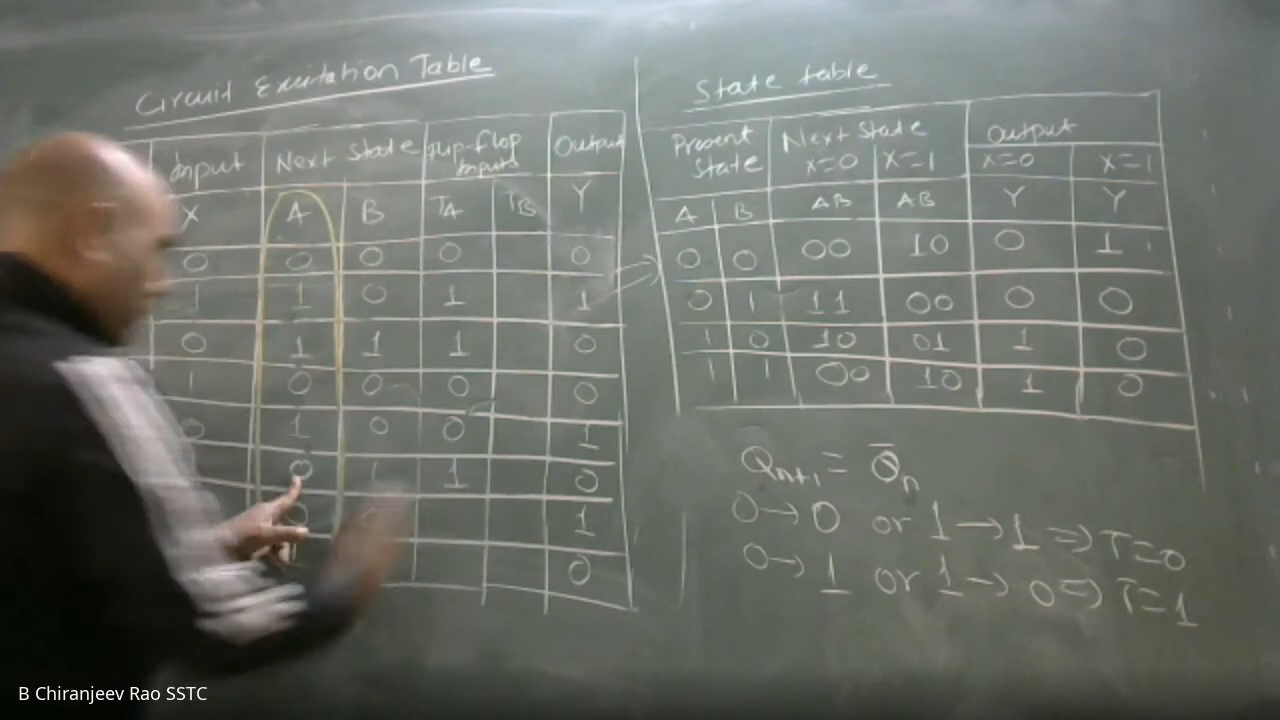 Circuit Excitation Table
Input Next State Flip-Flop Inputs Output
X A B TA TB Y
0 0 0 0 0
1 1 0 1 1
0 1 1 1 0
1 0 0 0 0
0 1 0 0 1
0 1 1 0
0 1
0
State table
Present State Next State Output
X=0 X=1 X=0 X=1
A B AB AB Y Y
0 0 00 10 0 1
0 1 11 00 0 0
1 0 10 01 1 0
1 1 00 10 1 0
Qn+1 = Q̅n
0→0 or 1→1 ⇒ T=0
0→1 or 1→0 ⇒ T=1
B Chiranjeev Rao SSTC